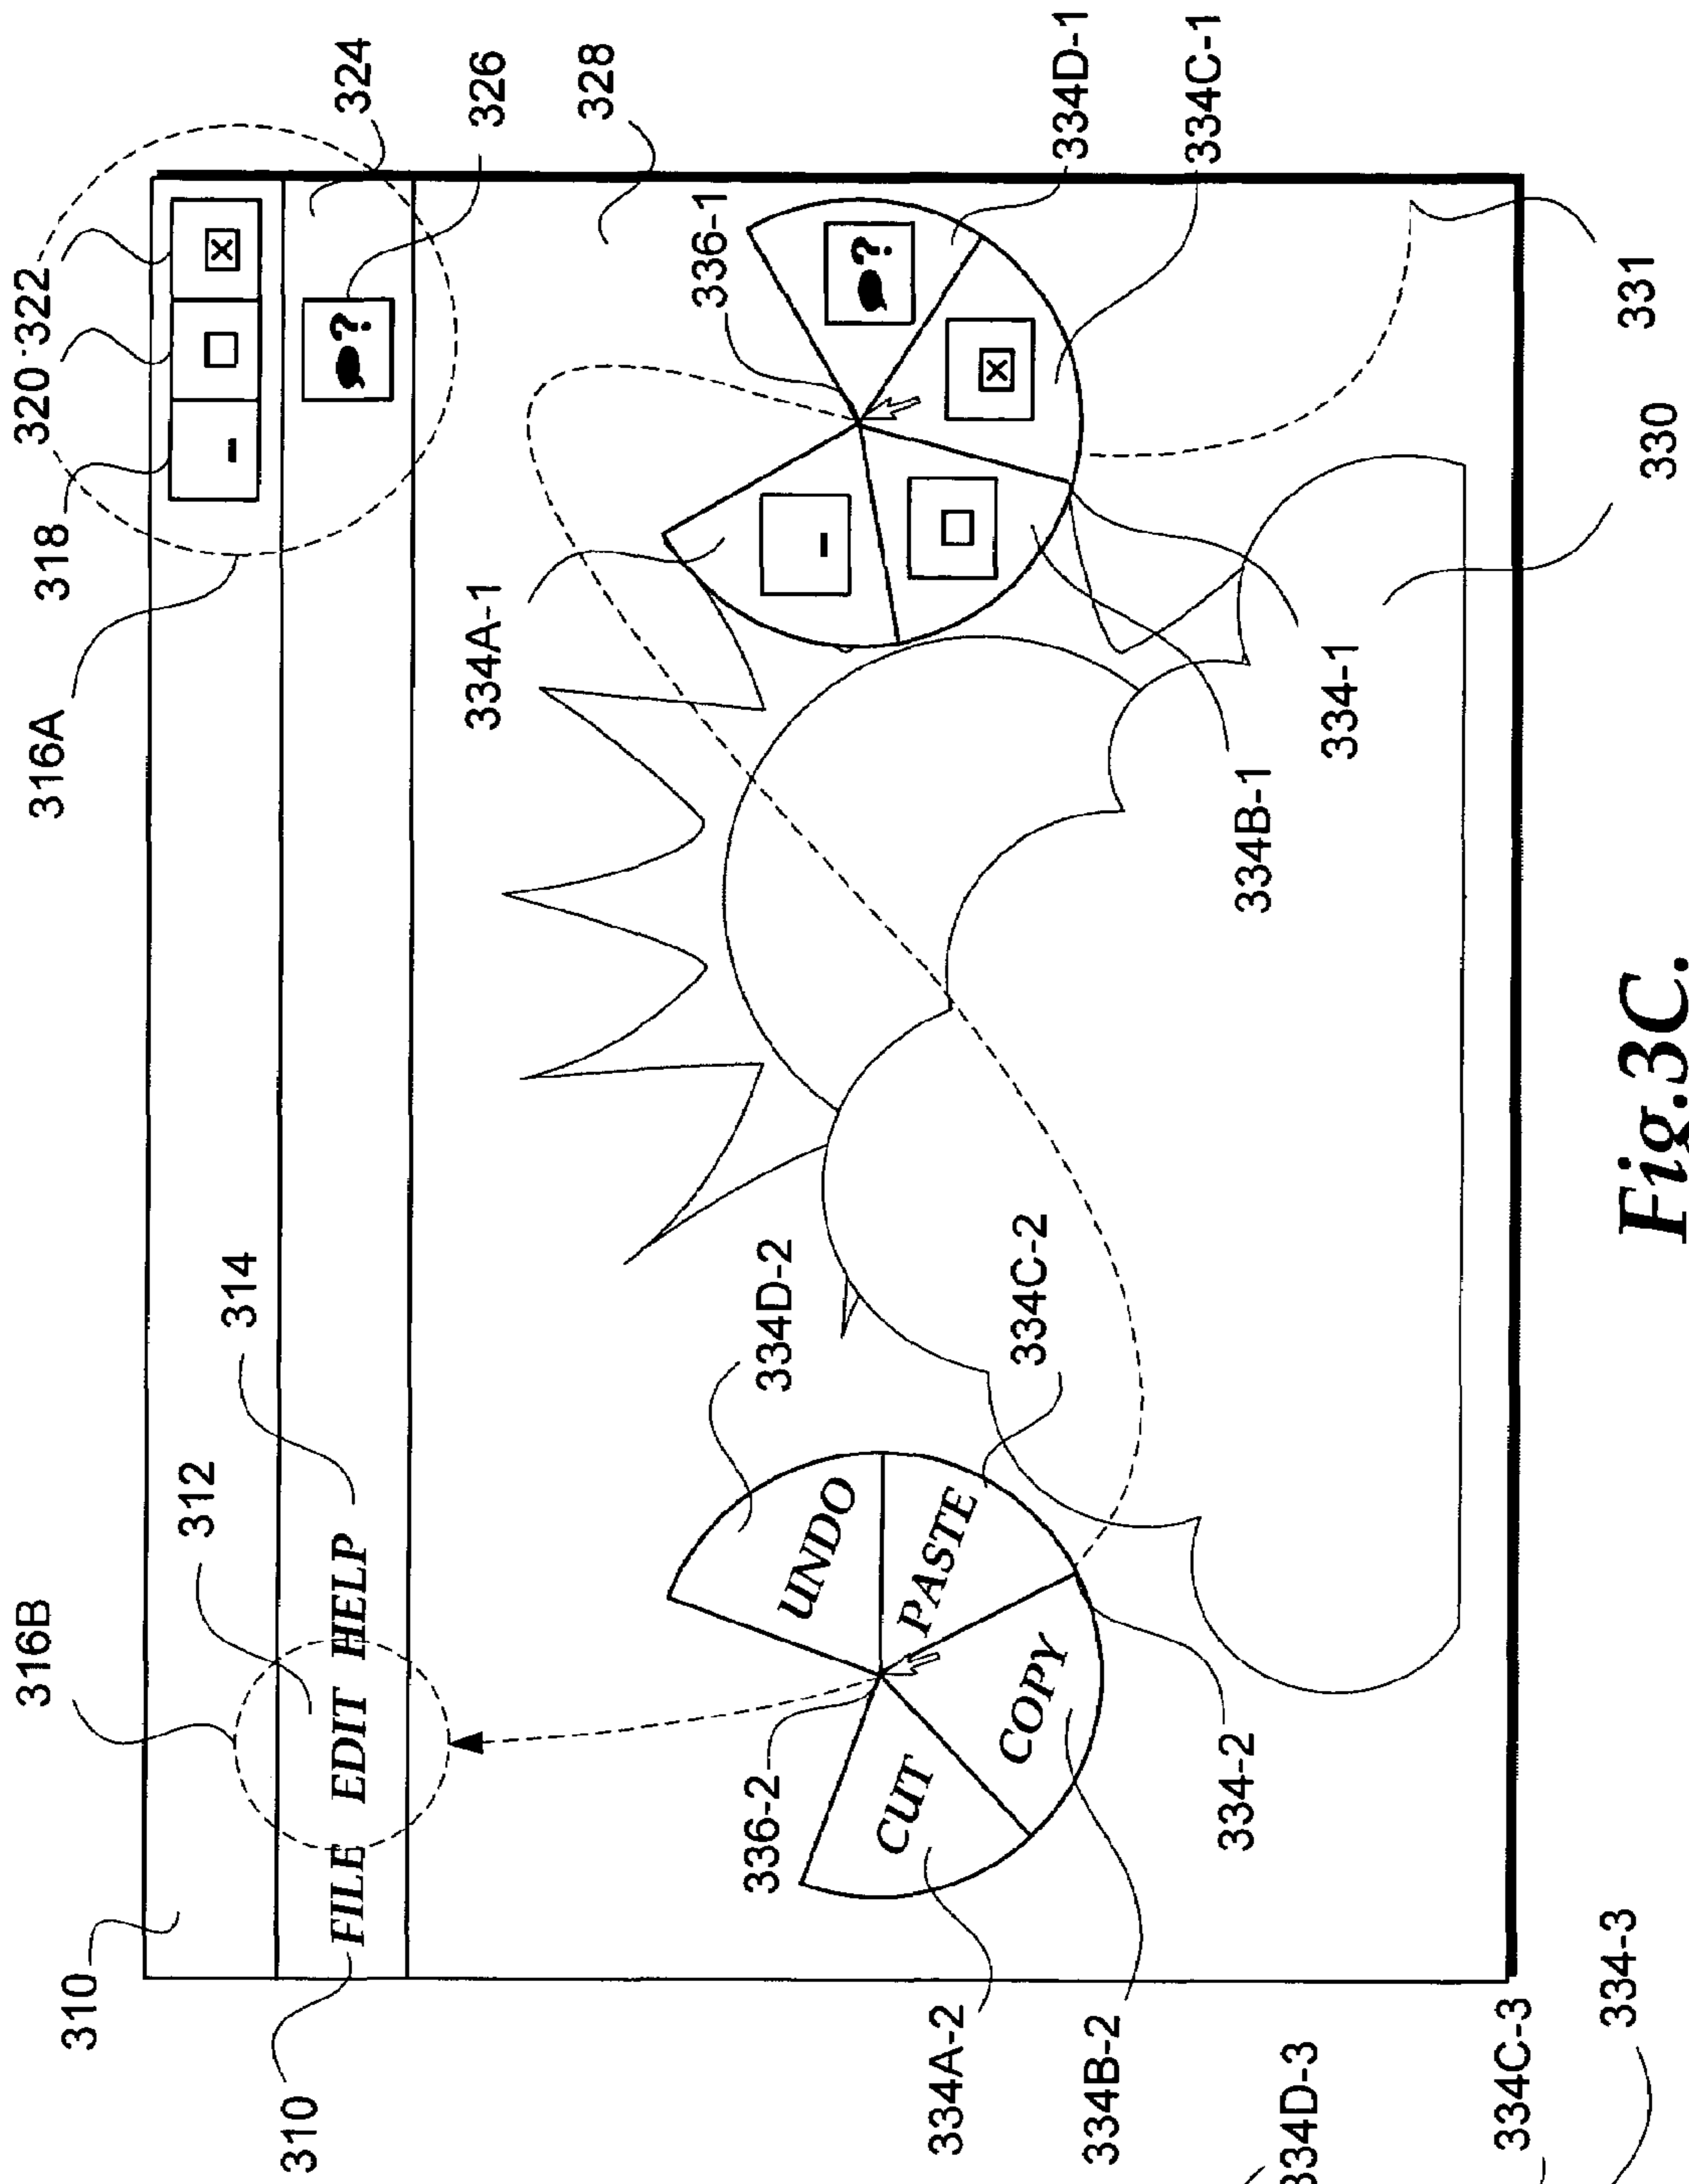 316B
310
312
314
316A
318
320
322
324
326
328
310
FILE EDIT HELP
334D-2
334A-1
336-1
336-2
UNDO
PASTE
CUT
COPY
-
□
x
?
-
□
x
?
334C-2
334D-1
334C-1
334A-2
334B-2
334-2
334B-1
334-1
330
331
334D-3
334C-3
334-3
Fig.3C.